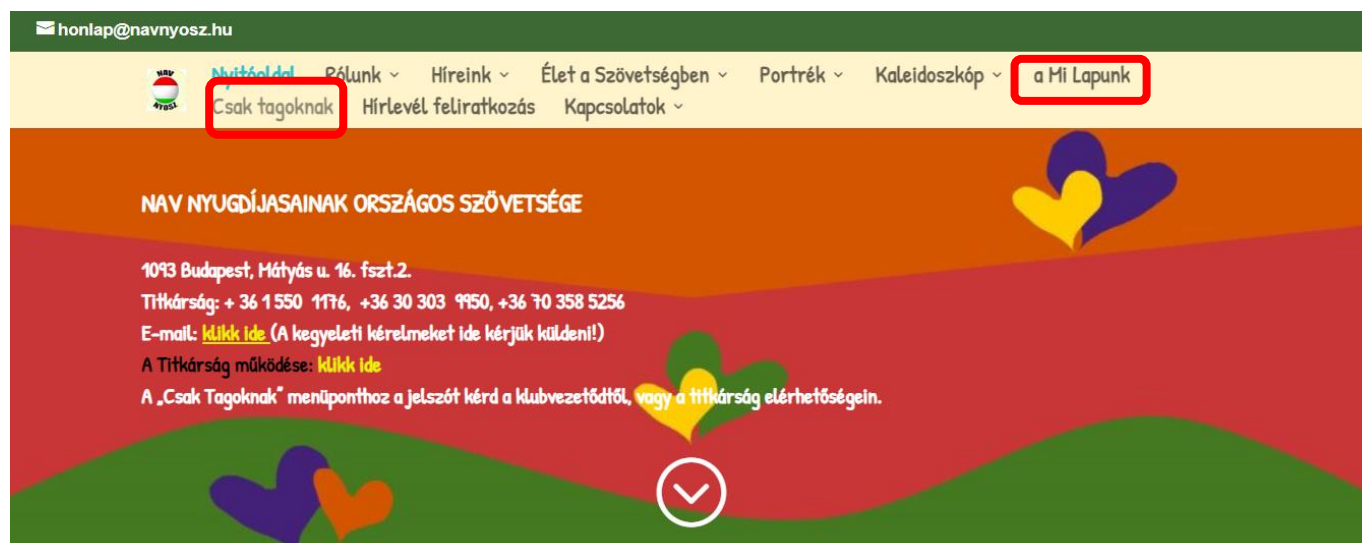 honlap@navnyosz.hu
NAV
NYOSZ
Nyitóoldal Rólunk Híreink Élet a Szövetségben Portrék Kaleidoszkóp a Mi Lapunk
Csak tagoknak Hírlevél feliratkozás Kapcsolatok
NAV NYUGDÍJASAINAK ORSZÁGOS SZÖVETSÉGE
1093 Budapest, Mátyás u. 16. fszt.2.
Titkárság: + 36 1 550 1176, +36 30 303 9950, +36 70 358 5256
E-mail: klikk ide (A kegyeleti kérelmeket ide kérjük küldeni!)
A Titkárság működése: klikk ide
A „Csak Tagoknak" menüponthoz a jelszót kérd a klubvezetődtől, vagy a titkárság elérhetőségein.